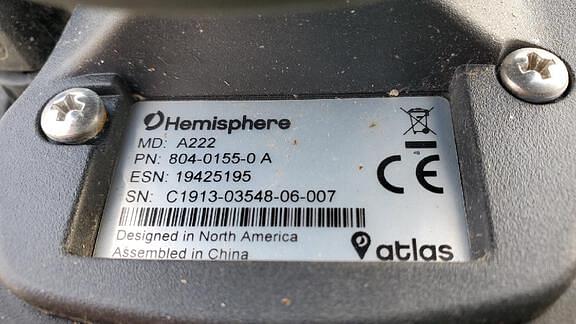 Hemisphere
MD: A222
PN: 804-0155-0 A
ESN: 19425195
SN: C1913-03548-06-007
CE
Designed in North America
Assembled in China
atlas